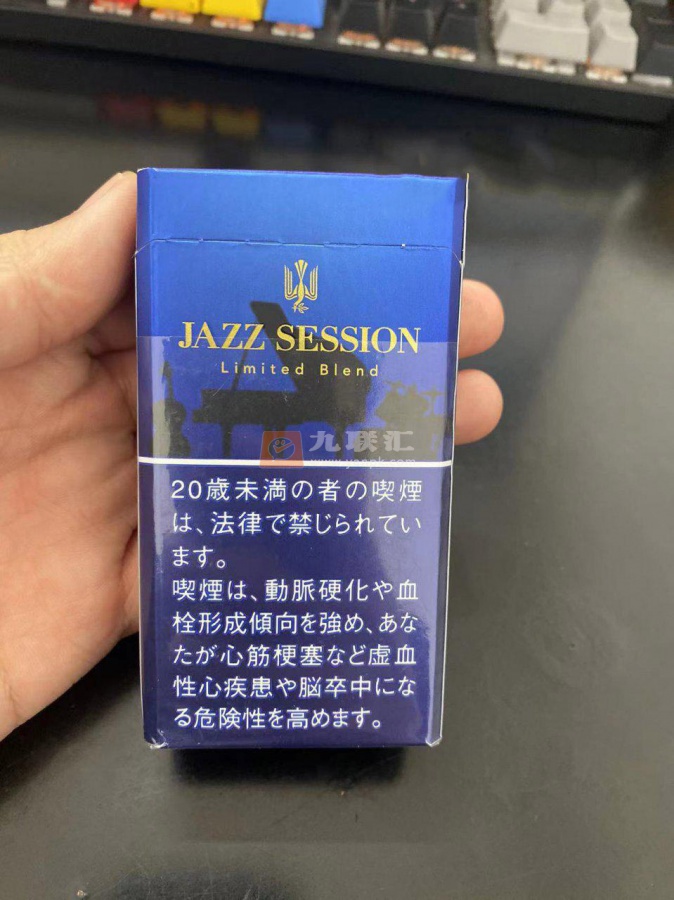 JAZZ SESSION
Limited Blend
九联汇
20歳未満の者の喫煙
は、法律で禁じられてい
ます。
喫煙は、動脈硬化や血
栓形成傾向を強め、あな
たが心筋梗塞など虚血
性心疾患や脳卒中にな
る危険性を高めます。